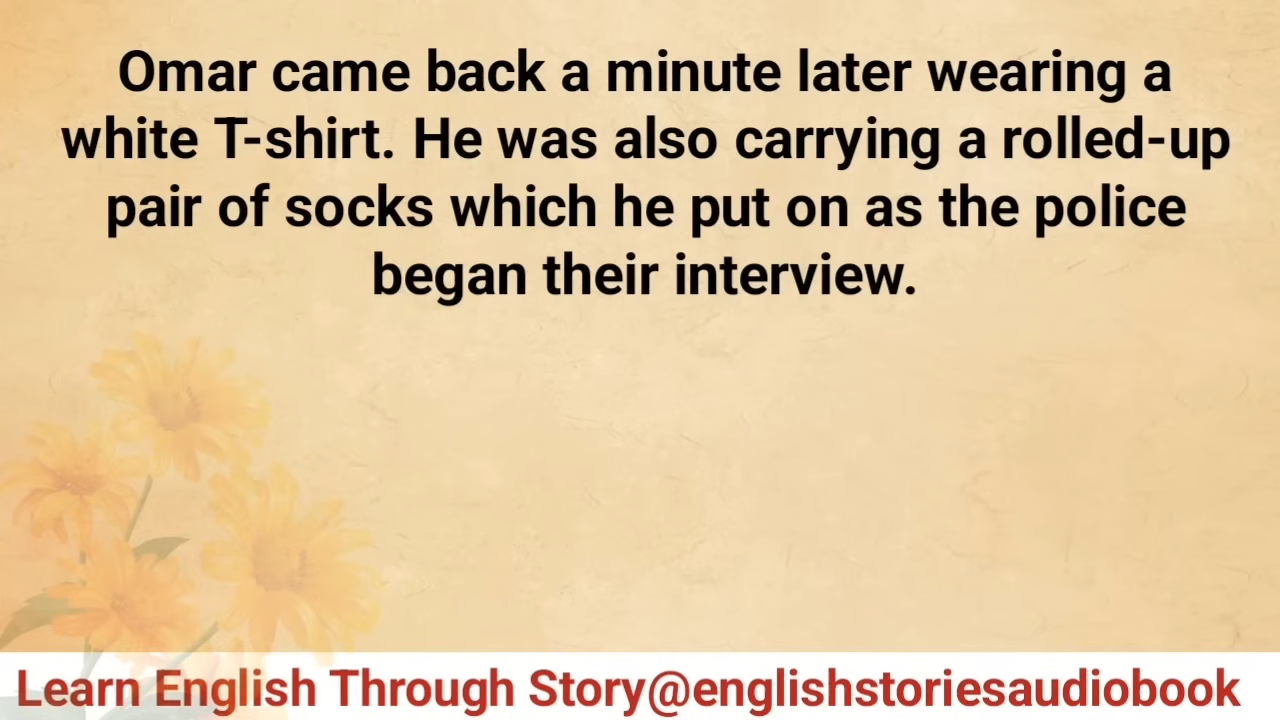 Omar came back a minute later wearing a
white T-shirt. He was also carrying a rolled-up
pair of socks which he put on as the police
began their interview.
Learn English Through Story@englishstoriesaudiobook